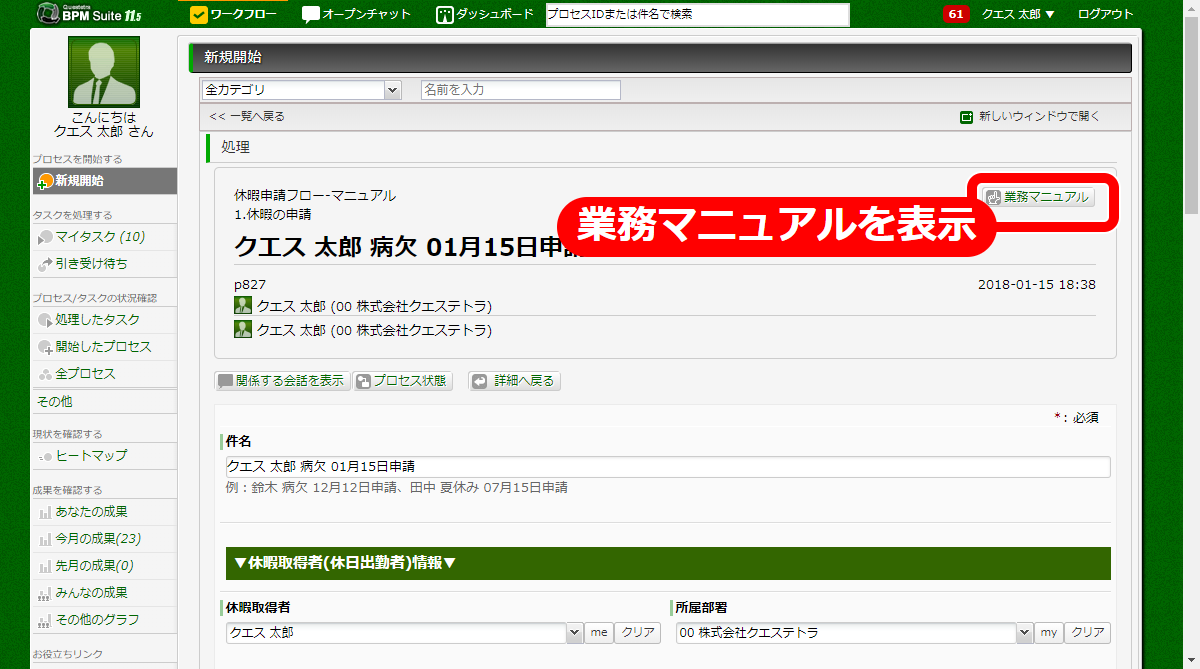 Questetra
BPM Suite 11.5
ワークフロー
オープンチャット
ダッシュボード
プロセスIDまたは件名で検索
61
クエス 太郎 ▼
ログアウト
こんにちは
クエス 太郎 さん
プロセスを開始する
新規開始
タスクを処理する
マイタスク (10)
引き受け待ち
プロセス/タスクの状況確認
処理したタスク
開始したプロセス
全プロセス
その他
現状を確認する
ヒートマップ
成果を確認する
あなたの成果
今月の成果(23)
先月の成果(0)
みんなの成果
その他のグラフ
お役立ちリンク
新規開始
全カテゴリ
名前を入力
<< 一覧へ戻る
新しいウィンドウで開く
処理
休暇申請フロー-マニュアル
1.休暇の申請
業務マニュアル
業務マニュアルを表示
クエス 太郎 病欠 01月15日申請
p827
2018-01-15 18:38
クエス 太郎 (00 株式会社クエステトラ)
クエス 太郎 (00 株式会社クエステトラ)
関係する会話を表示
プロセス状態
詳細へ戻る
*: 必須
件名
クエス 太郎 病欠 01月15日申請
例：鈴木 病欠 12月12日申請、田中 夏休み 07月15日申請
▼休暇取得者(休日出勤者)情報▼
休暇取得者
クエス 太郎
me
クリア
所属部署
00 株式会社クエステトラ
my
クリア